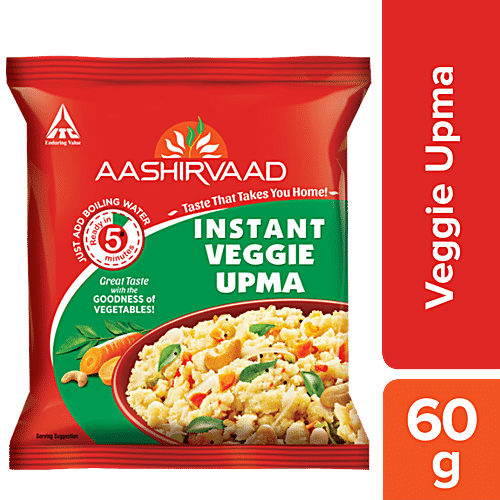 ITC
Enduring Value
AASHIRVAAD
Taste That Takes You Home!
JUST ADD BOILING WATER
Ready in
5
minutes
INSTANT
VEGGIE
UPMA
Great Taste
with the
GOODNESS of
VEGETABLES!
Serving Suggestion
Veggie Upma
60
g